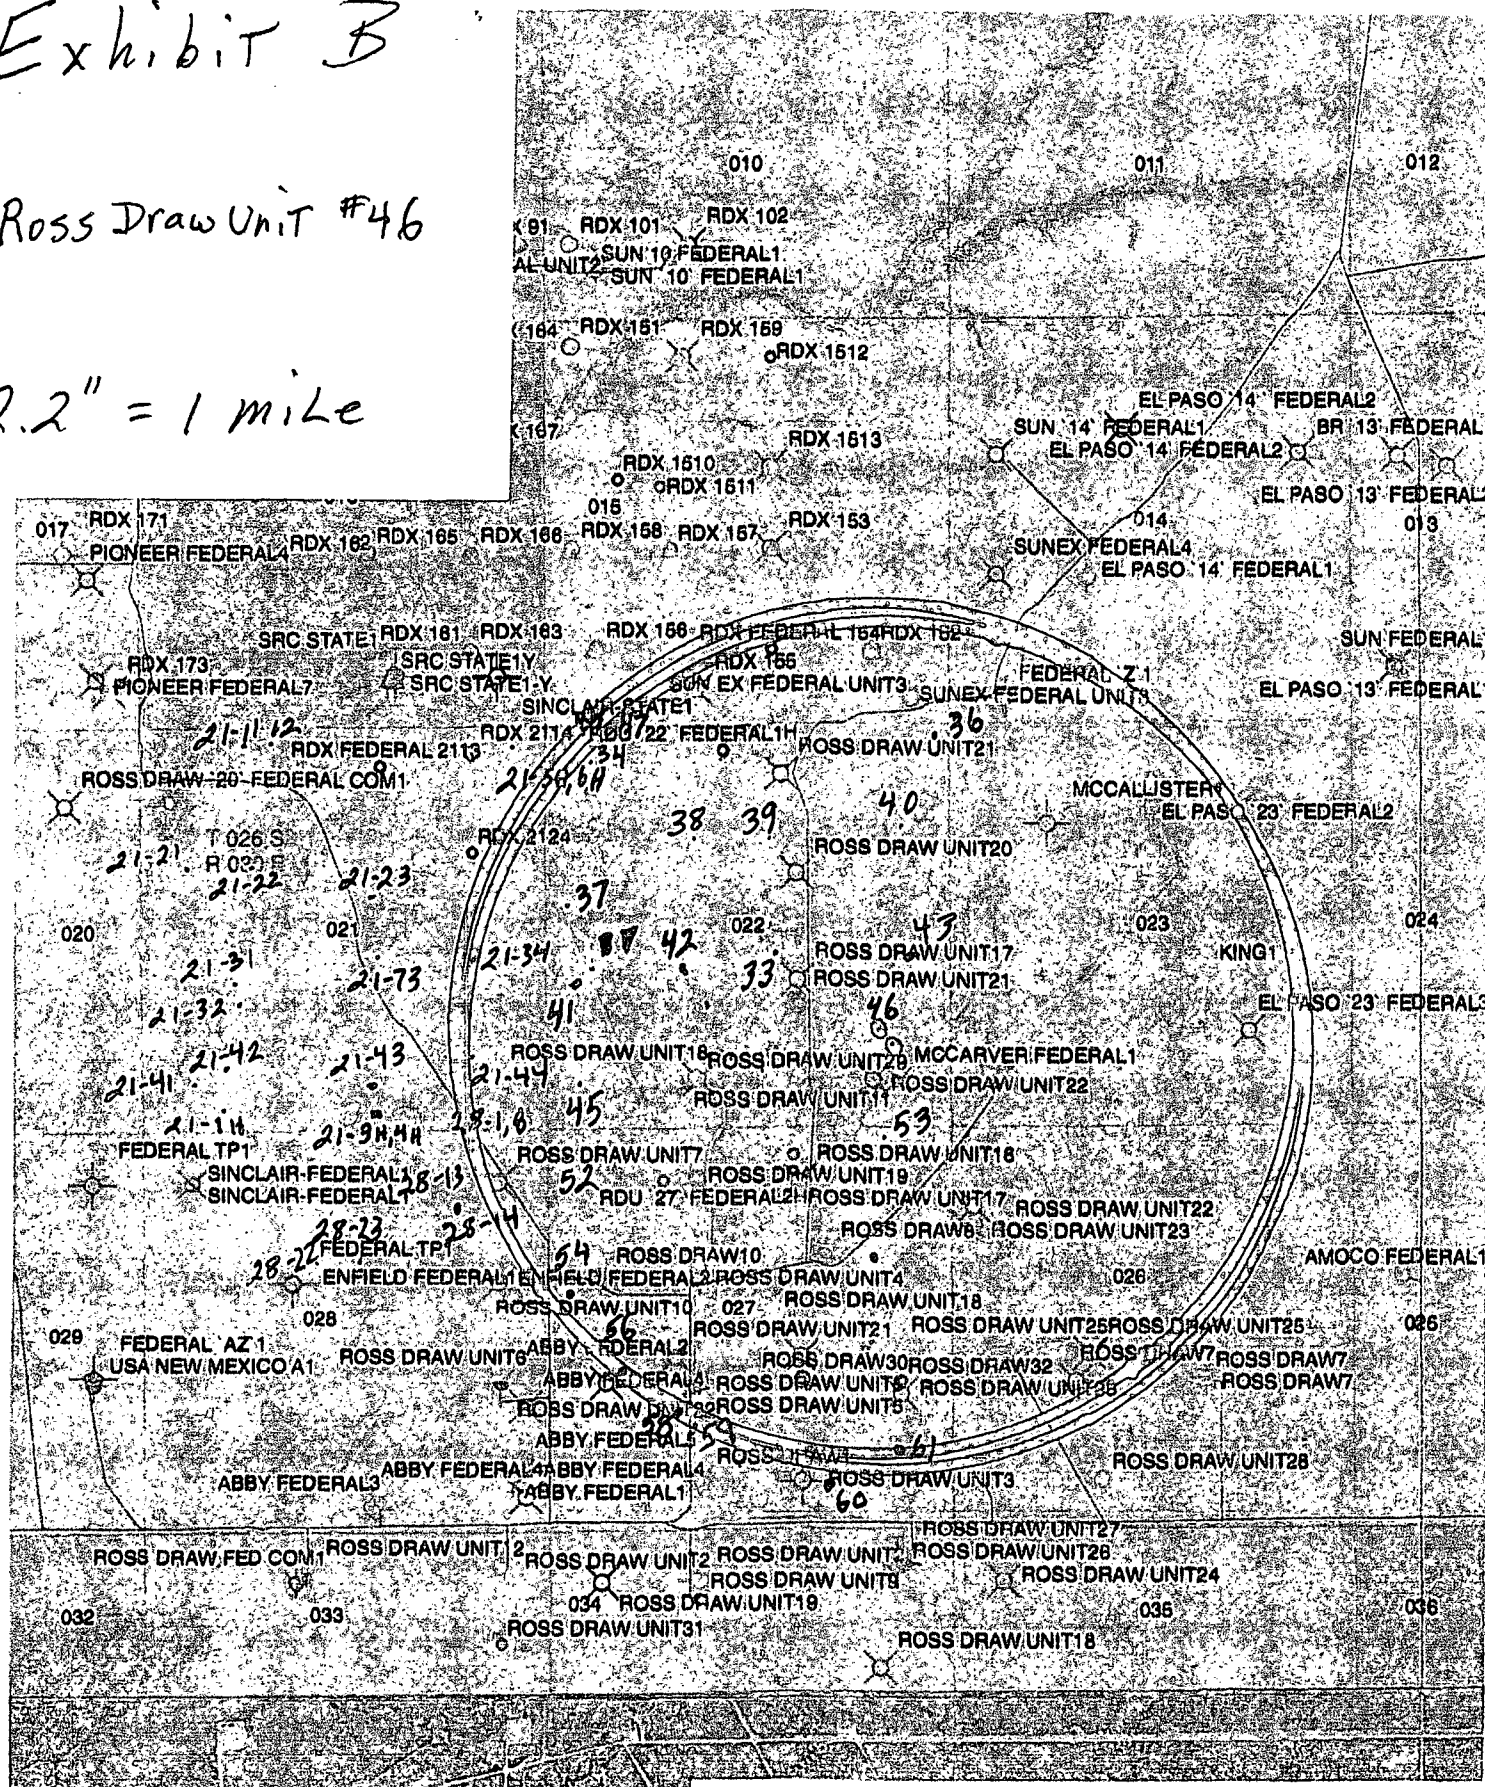 Exhibit B
Ross Draw Unit #46
2.2" = 1 mile
010
011
012
RDX 101
RDX 102
SUN '10' FEDERAL1
SUN '10' FEDERAL1
RDX 151
RDX 159
RDX 1512
EL PASO '14' FEDERAL2
SUN '14' FEDERAL1
BR '13' FEDERAL
EL PASO '14' FEDERAL2
RDX 1513
RDX 1510
RDX 1511
EL PASO '13' FEDERAL
015
017
RDX 171
RDX 158
RDX 157
RDX 153
014
013
PIONEER FEDERAL4
RDX 162
RDX 165
RDX 166
SUNEX FEDERAL4
EL PASO '14' FEDERAL1
SRC STATE1
RDX 161
RDX 163
RDX 156
RDX FEDERAL 154
SUN FEDERAL
RDX 173
SRC STATE1Y
RDX 155
FEDERAL 'Z' 1
PIONEER FEDERAL7
SRC STATE1-Y
SUN EX FEDERAL UNIT3
SUNEX FEDERAL UNIT3
EL PASO '13' FEDERAL
SINCLAIR STATE1
21-11,12
RDX 2114
FEDERAL1H
36
RDX FEDERAL 2113
34
ROSS DRAW UNIT21
ROSS DRAW '20' FEDERAL COM1
MCCALLISTER
EL PASO '23' FEDERAL2
38
39
40
T 026 S
RDX 2124
ROSS DRAW UNIT20
21-21
21-22
21-23
37
020
021
022
43
023
024
21-31
21-34
42
ROSS DRAW UNIT17
KING1
21-73
33
ROSS DRAW UNIT21
21-32
41
46
EL PASO '23' FEDERAL3
21-42
21-43
ROSS DRAW UNIT18
ROSS DRAW UNIT29
MCCARVER FEDERAL1
21-41
21-44
ROSS DRAW UNIT22
45
ROSS DRAW UNIT11
21-1H
21-3H,4H
28-1,8
53
FEDERAL TP1
ROSS DRAW UNIT7
ROSS DRAW UNIT16
SINCLAIR-FEDERAL1
28-13
52
ROSS DRAW UNIT19
SINCLAIR-FEDERAL1
RDU '27' FEDERAL2H
ROSS DRAW UNIT17
ROSS DRAW UNIT22
28-23
28-14
ROSS DRAW8
ROSS DRAW UNIT23
FEDERAL TP1
54
ROSS DRAW10
AMOCO FEDERAL1
28-22
ENFIELD FEDERAL1
ENFIELD FEDERAL2
ROSS DRAW UNIT4
026
ROSS DRAW UNIT10
027
ROSS DRAW UNIT18
028
029
FEDERAL 'AZ' 1
56
ROSS DRAW UNIT21
ROSS DRAW UNIT25
ROSS DRAW UNIT25
025
USA NEW MEXICO A1
ROSS DRAW UNIT6
ABBY FEDERAL2
ROSS DRAW30
ROSS DRAW32
ROSS DRAW7
ROSS DRAW7
ABBY FEDERAL4
ROSS DRAW7
ROSS DRAW UNIT5
ABBY FEDERAL5
59
61
ABBY FEDERAL3
ABBY FEDERAL4
ABBY FEDERAL4
ROSS DRAW UNIT3
ROSS DRAW UNIT28
ABBY FEDERAL1
60
ROSS DRAW UNIT27
ROSS DRAW FED COM1
ROSS DRAW UNIT12
ROSS DRAW UNIT2
ROSS DRAW UNIT
ROSS DRAW UNIT26
ROSS DRAW UNIT9
ROSS DRAW UNIT24
032
033
034
ROSS DRAW UNIT19
035
036
ROSS DRAW UNIT31
ROSS DRAW UNIT18